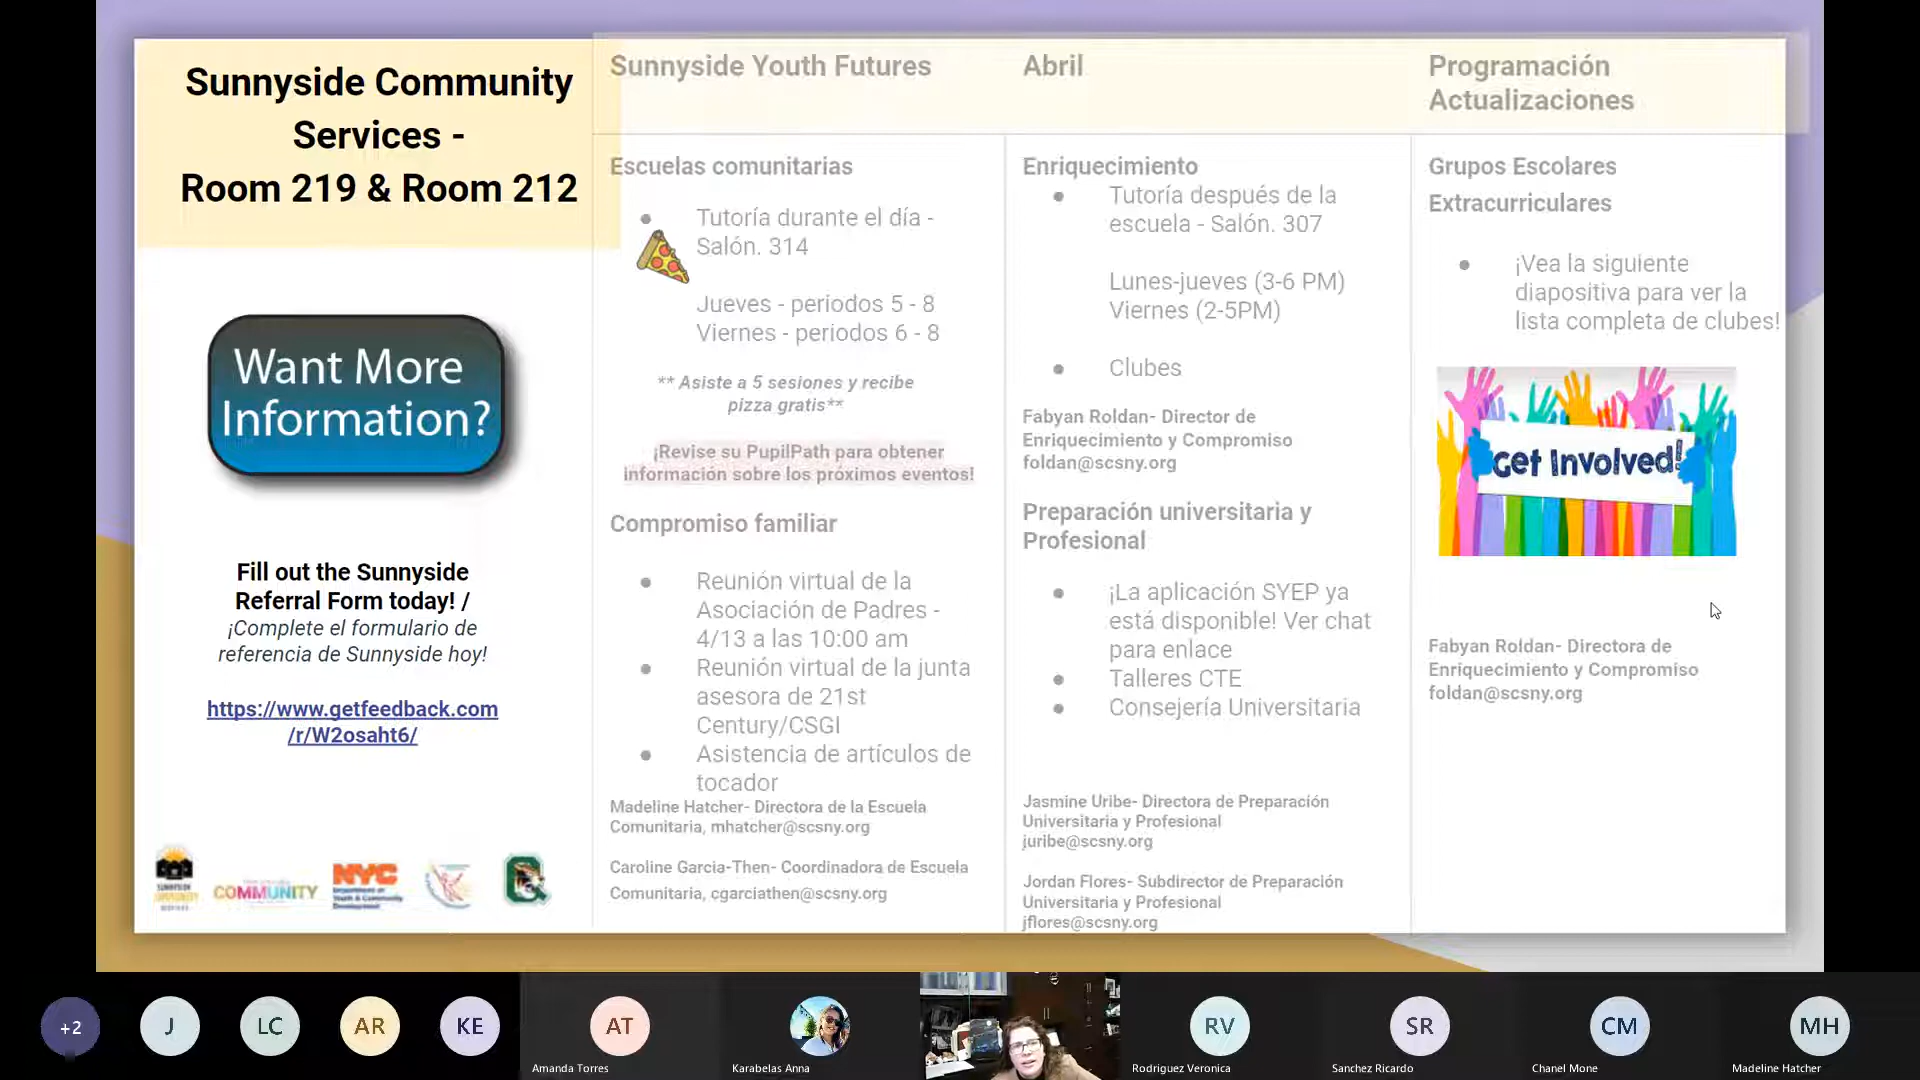 Sunnyside Community
Services -
Room 219 & Room 212
Want More
Information?
Fill out the Sunnyside
Referral Form today! /
¡Complete el formulario de
referencia de Sunnyside hoy!
https://www.getfeedback.com
/r/W2osaht6/
SUNNYSIDE
COMMUNITY
SERVICES
COMMUNITY
NYC
Department of
Youth & Community
Development
Sunnyside Youth Futures
Escuelas comunitarias
● Tutoría durante el día -
Salón. 314
Jueves - periodos 5 - 8
Viernes - periodos 6 - 8
** Asiste a 5 sesiones y recibe
pizza gratis**
¡Revise su PupilPath para obtener
información sobre los próximos eventos!
Compromiso familiar
● Reunión virtual de la
Asociación de Padres -
4/13 a las 10:00 am
● Reunión virtual de la junta
asesora de 21st
Century/CSGI
● Asistencia de artículos de
tocador
Madeline Hatcher- Directora de la Escuela
Comunitaria, mhatcher@scsny.org
Caroline Garcia-Then- Coordinadora de Escuela
Comunitaria, cgarciathen@scsny.org
Abril
Enriquecimiento
● Tutoría después de la
escuela - Salón. 307
Lunes-jueves (3-6 PM)
Viernes (2-5PM)
● Clubes
Fabyan Roldan- Director de
Enriquecimiento y Compromiso
foldan@scsny.org
Preparación universitaria y
Profesional
● ¡La aplicación SYEP ya
está disponible! Ver chat
para enlace
● Talleres CTE
● Consejería Universitaria
Jasmine Uribe- Directora de Preparación
Universitaria y Profesional
juribe@scsny.org
Jordan Flores- Subdirector de Preparación
Universitaria y Profesional
jflores@scsny.org
Programación
Actualizaciones
Grupos Escolares
Extracurriculares
● ¡Vea la siguiente
diapositiva para ver la
lista completa de clubes!
Get Involved!
Fabyan Roldan- Directora de
Enriquecimiento y Compromiso
foldan@scsny.org
+2
J
LC
AR
KE
AT
RV
SR
CM
MH
Amanda Torres
Karabelas Anna
Rodriguez Veronica
Sanchez Ricardo
Chanel Mone
Madeline Hatcher